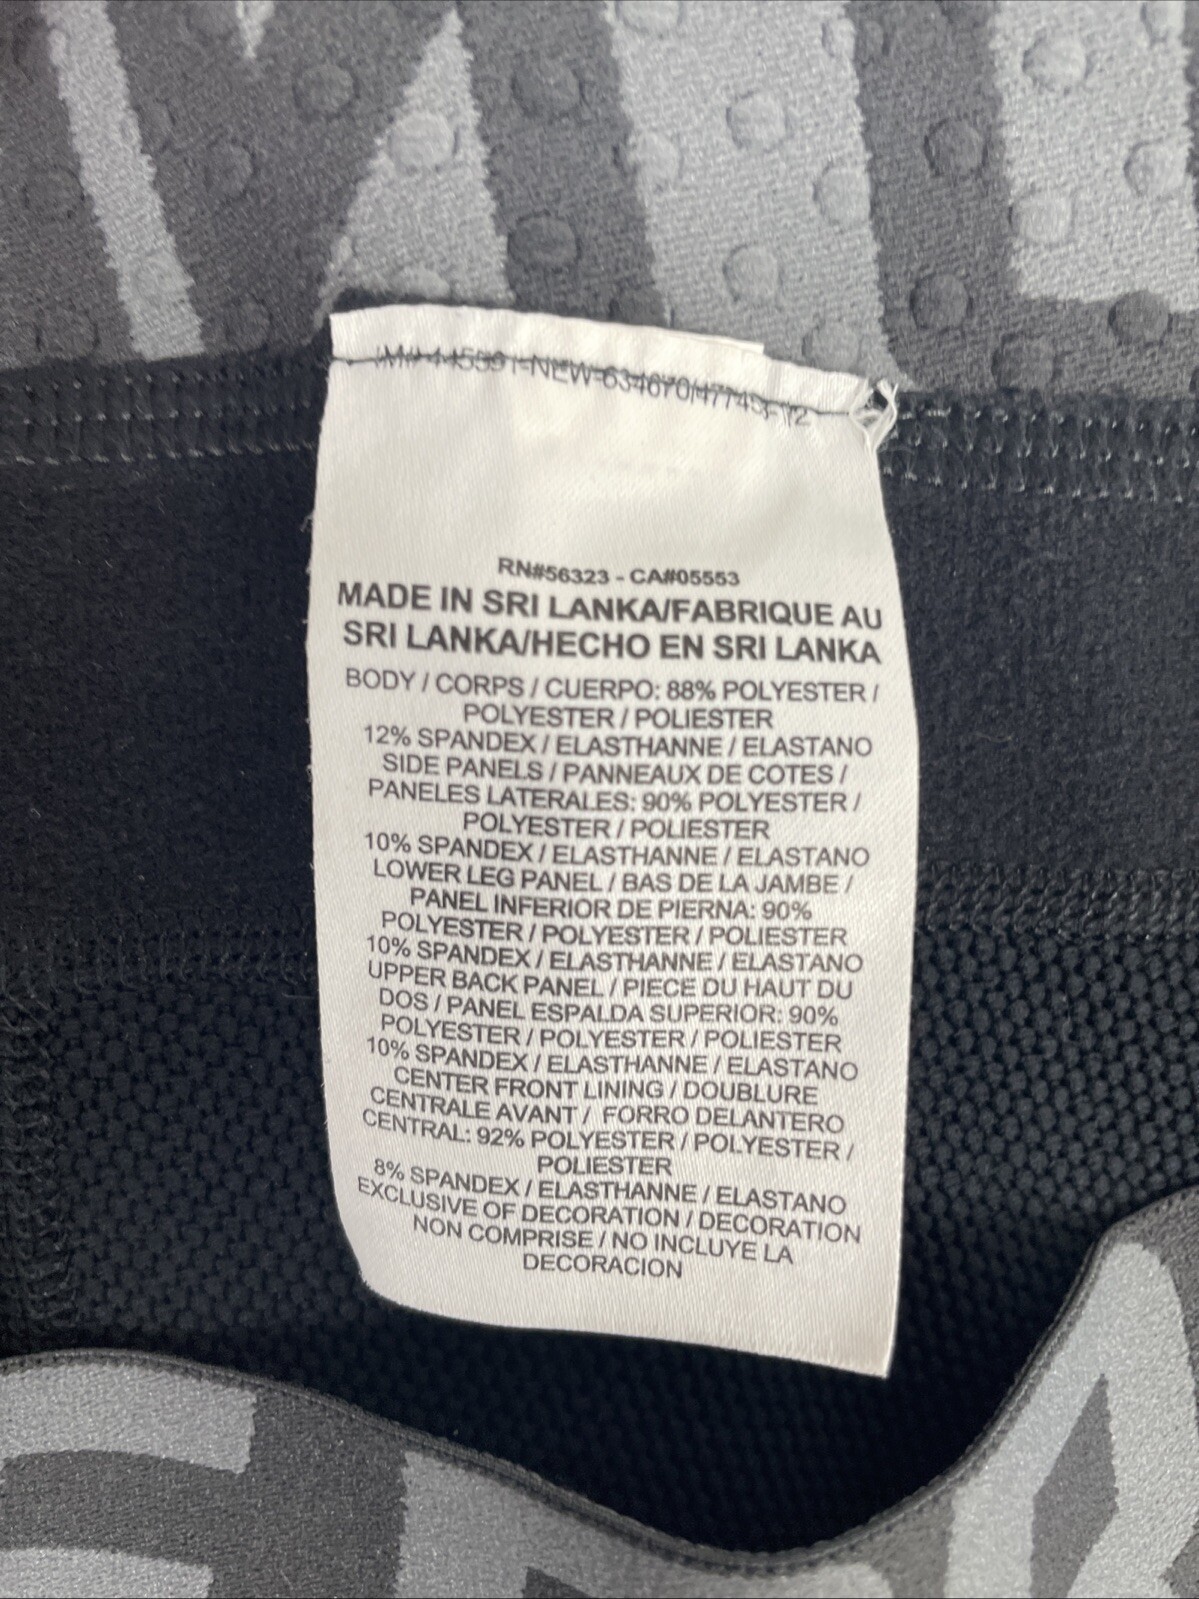 RN#56323 - CA#05553
MADE IN SRI LANKA/FABRIQUE AU
SRI LANKA/HECHO EN SRI LANKA
BODY / CORPS / CUERPO: 88% POLYESTER /
POLYESTER / POLIESTER
12% SPANDEX / ELASTHANNE / ELASTANO
SIDE PANELS / PANNEAUX DE COTES /
PANELES LATERALES: 90% POLYESTER /
POLYESTER / POLIESTER
10% SPANDEX / ELASTHANNE / ELASTANO
LOWER LEG PANEL / BAS DE LA JAMBE /
PANEL INFERIOR DE PIERNA: 90%
POLYESTER / POLYESTER / POLIESTER
10% SPANDEX / ELASTHANNE / ELASTANO
UPPER BACK PANEL / PIECE DU HAUT DU
DOS / PANEL ESPALDA SUPERIOR: 90%
POLYESTER / POLYESTER / POLIESTER
10% SPANDEX / ELASTHANNE / ELASTANO
CENTER FRONT LINING / DOUBLURE
CENTRALE AVANT / FORRO DELANTERO
CENTRAL: 92% POLYESTER / POLYESTER /
POLIESTER
8% SPANDEX / ELASTHANNE / ELASTANO
EXCLUSIVE OF DECORATION / DECORATION
NON COMPRISE / NO INCLUYE LA
DECORACION